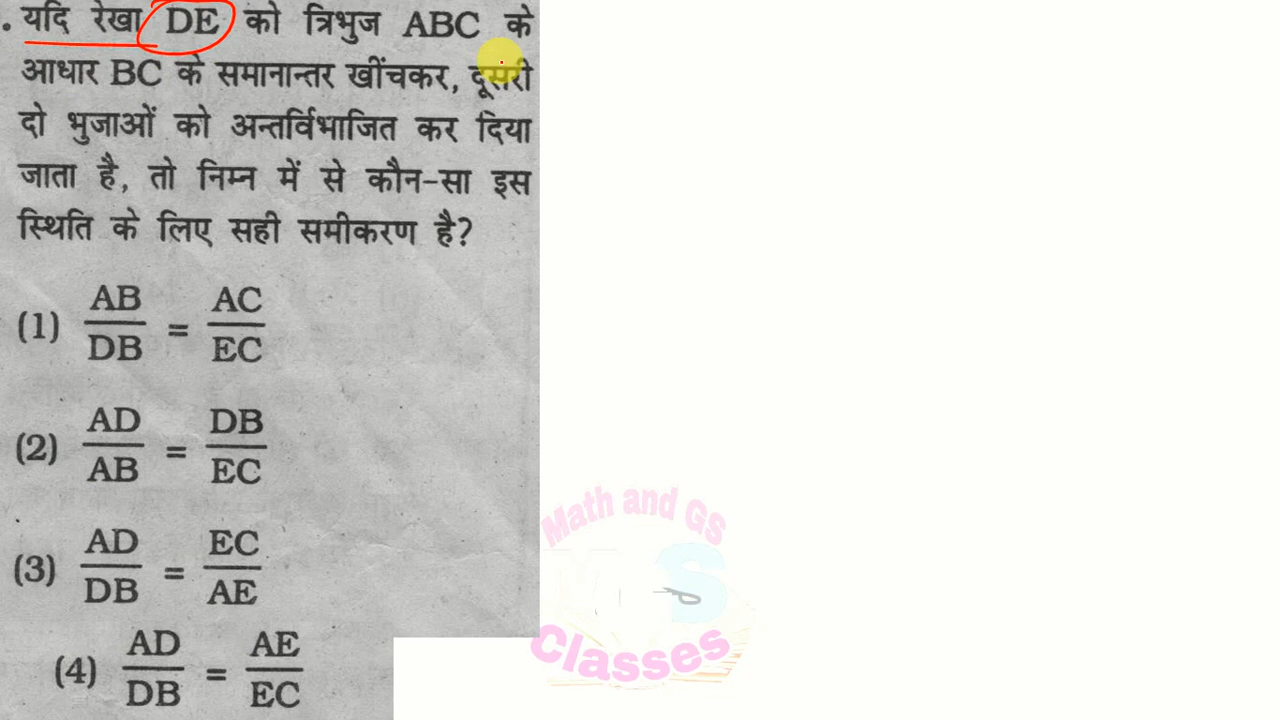 . यदि रेखा DE को त्रिभुज ABC के
आधार BC के समानान्तर खींचकर, दूसरी
दो भुजाओं को अन्तर्विभाजित कर दिया
जाता है, तो निम्न में से कौन-सा इस
स्थिति के लिए सही समीकरण है?
(1) AB/DB = AC/EC
(2) AD/AB = DB/EC
(3) AD/DB = EC/AE
(4) AD/DB = AE/EC
Math and GS
MS
Classes